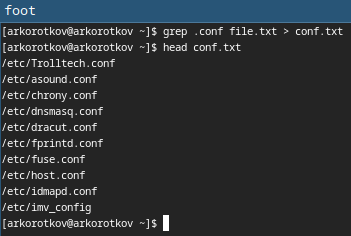 foot
[arkorotkov@arkorotkov ~]$ grep .conf file.txt > conf.txt
[arkorotkov@arkorotkov ~]$ head conf.txt
/etc/Trolltech.conf
/etc/asound.conf
/etc/chrony.conf
/etc/dnsmasq.conf
/etc/dracut.conf
/etc/fprintd.conf
/etc/fuse.conf
/etc/host.conf
/etc/idmapd.conf
/etc/imv_config
[arkorotkov@arkorotkov ~]$